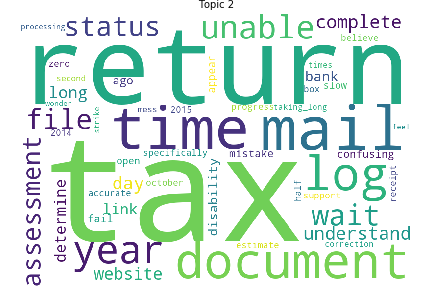 Topic 2
processing
status
unable
complete
believe
return
zero
second
long
ago
appear
times
bank
box
slow
wonder
mess
2015
progress
taking_long
file
2014
strike
time
mail
feel
assessment
determine
open
specifically
mistake
confusing
accurate
day
october
disability
log
receipt
tax
link
fail
half
support
wait
understand
year
website
estimate
correction
document